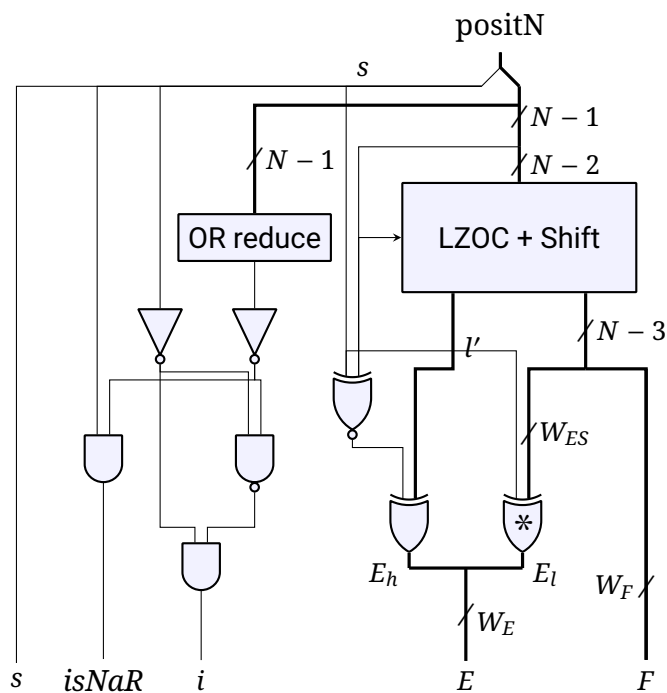 positN
s
N − 1
N − 1
N − 2
OR reduce
LZOC + Shift
N − 3
l′
W_ES
*
E_h
E_l
W_F
W_E
s
isNaR
i
E
F